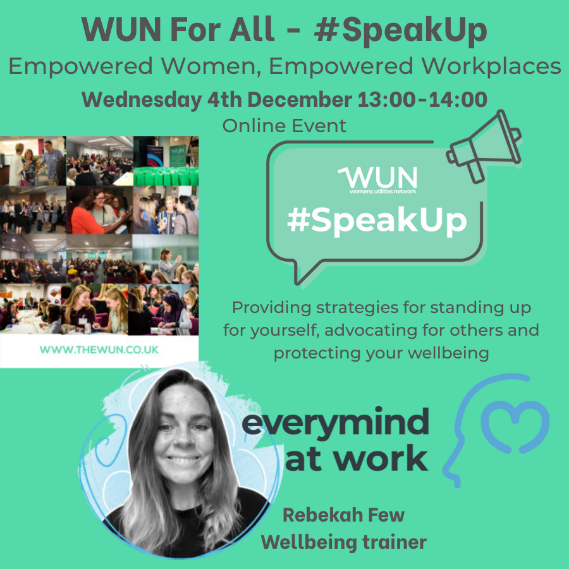 WUN For All - #SpeakUp
Empowered Women, Empowered Workplaces
Wednesday 4th December 13:00-14:00
Online Event
WUN
womens utilities network
#SpeakUp
Providing strategies for standing up
for yourself, advocating for others and
protecting your wellbeing
WWW.THEWUN.CO.UK
everymind
at work
Rebekah Few
Wellbeing trainer